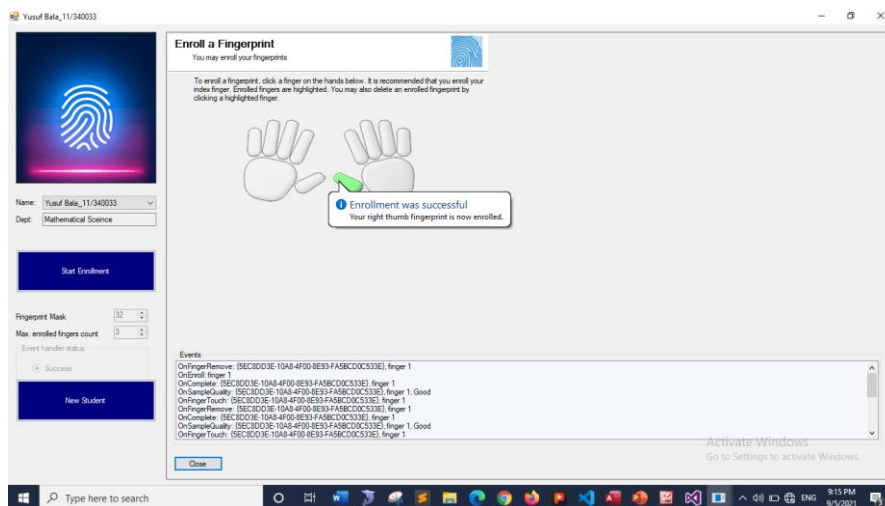 Yusuf Bala_11/340033
Enroll a Fingerprint
You may enroll your fingerprints
To enroll a fingerprint, click a finger on the hands below. It is recommended that you enroll your
index finger. Enrolled fingers are highlighted. You may also delete an enrolled fingerprint by
clicking a highlighted finger.
Enrollment was successful
Your right thumb fingerprint is now enrolled.
Name: Yusuf Bala_11/340033
Dept: Mathematical Soeince
Start Enrollment
Fingerprint Mask 32
Max. enrolled fingers count 3
Event handler status
Success
New Student
Events
OnFingerRemove: {5EC8DD3E-10A8-4F00-8E93-FA5BCD0C533E}, finger 1
OnEnroll: finger 1
OnComplete: {5EC8DD3E-10A8-4F00-8E93-FA5BCD0C533E}, finger 1
OnSampleQuality: {5EC8DD3E-10A8-4F00-8E93-FA5BCD0C533E}, finger 1, Good
OnFingerTouch: {5EC8DD3E-10A8-4F00-8E93-FA5BCD0C533E}, finger 1
OnFingerRemove: {5EC8DD3E-10A8-4F00-8E93-FA5BCD0C533E}, finger 1
OnComplete: {5EC8DD3E-10A8-4F00-8E93-FA5BCD0C533E}, finger 1
OnSampleQuality: {5EC8DD3E-10A8-4F00-8E93-FA5BCD0C533E}, finger 1, Good
OnFingerTouch: {5EC8DD3E-10A8-4F00-8E93-FA5BCD0C533E}, finger 1
Close
Activate Windows
Go to Settings to activate Windows.
Type here to search
ENG
9:15 PM
9/5/2021